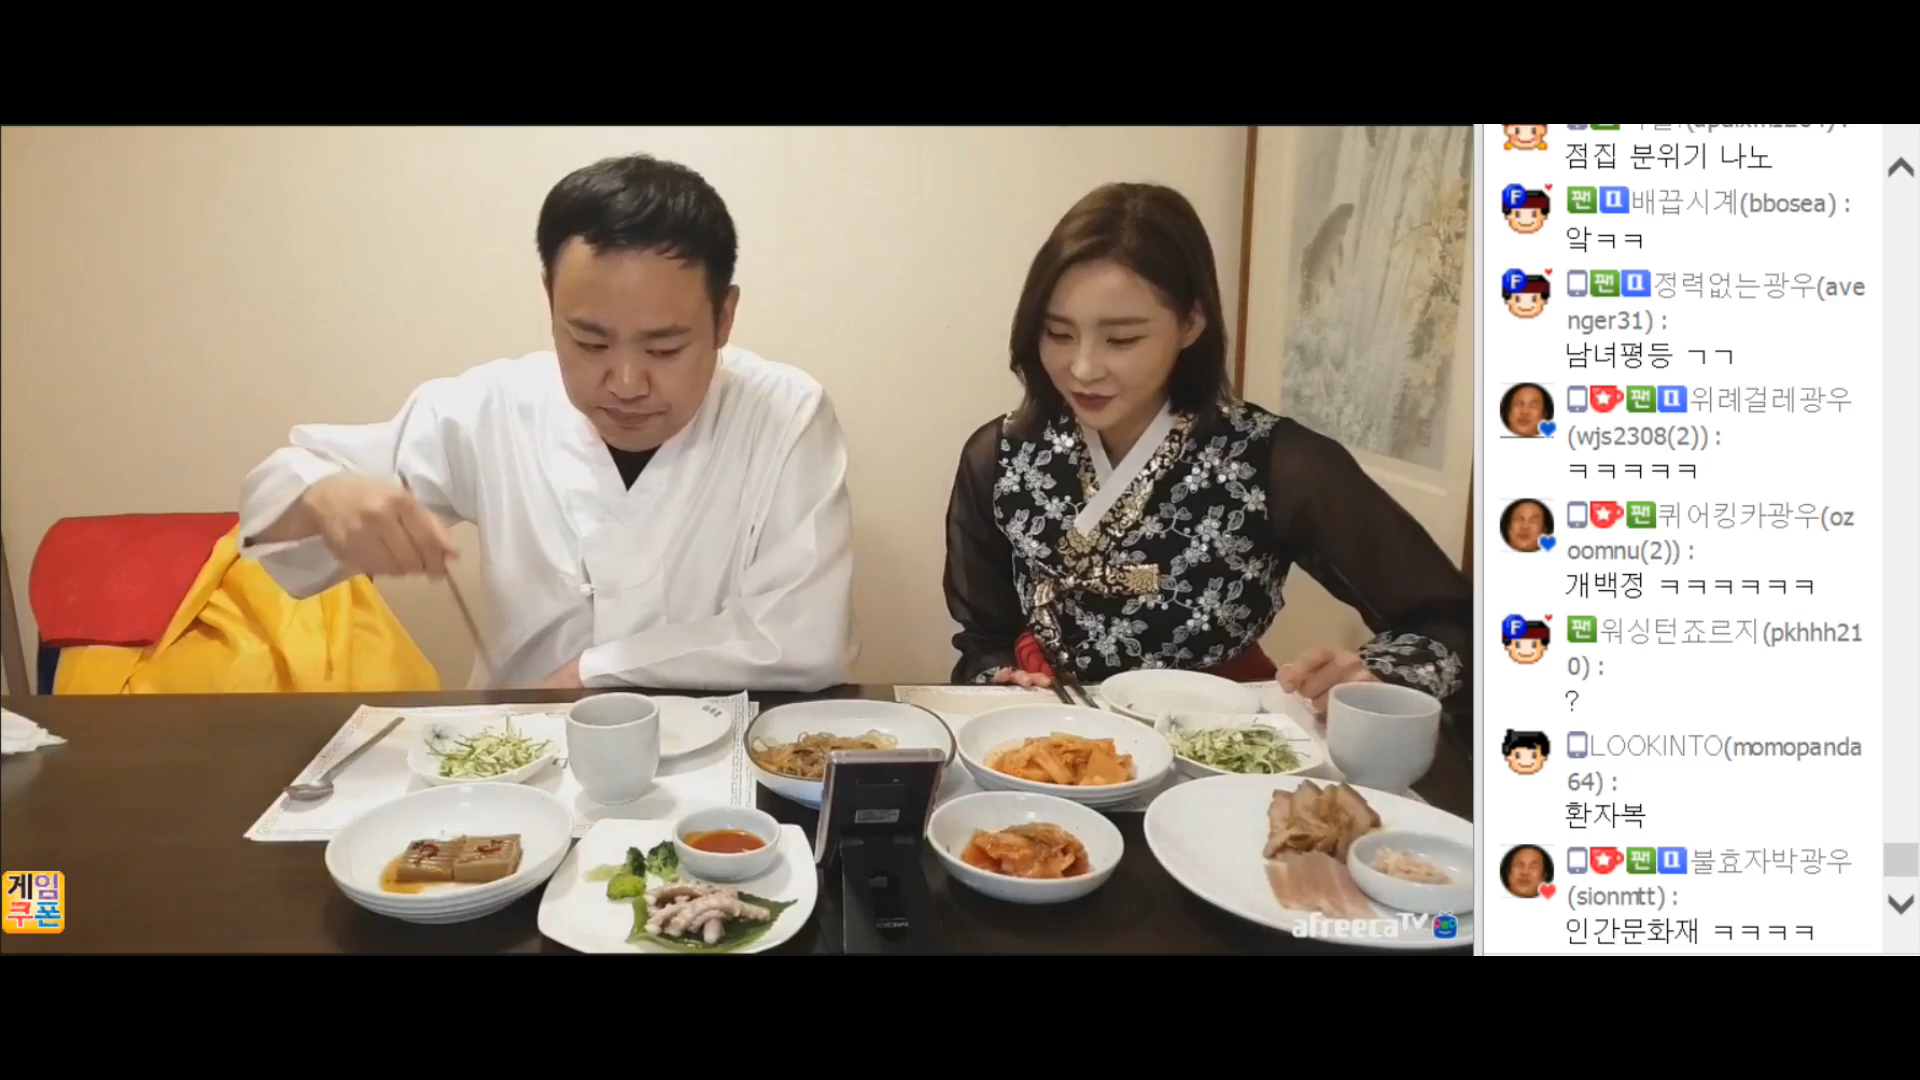 점집 분위기 나노
팬 배꼽시계(bbosea) :
앜ㅋㅋ
팬 정력없는광우(ave
nger31) :
남녀평등 ㄱㄱ
팬 위례걸레광우
(wjs2308(2)) :
ㅋㅋㅋㅋㅋ
팬 퀴어킹카광우(oz
oomnu(2)) :
개백정 ㅋㅋㅋㅋㅋㅋ
팬 워싱턴죠르지(pkhhh21
0) :
?
LOOKINTO(momopanda
64) :
환자복
팬 불효자박광우
(sionmtt) :
인간문화재 ㅋㅋㅋㅋ
게임
쿠폰
afreecaTV